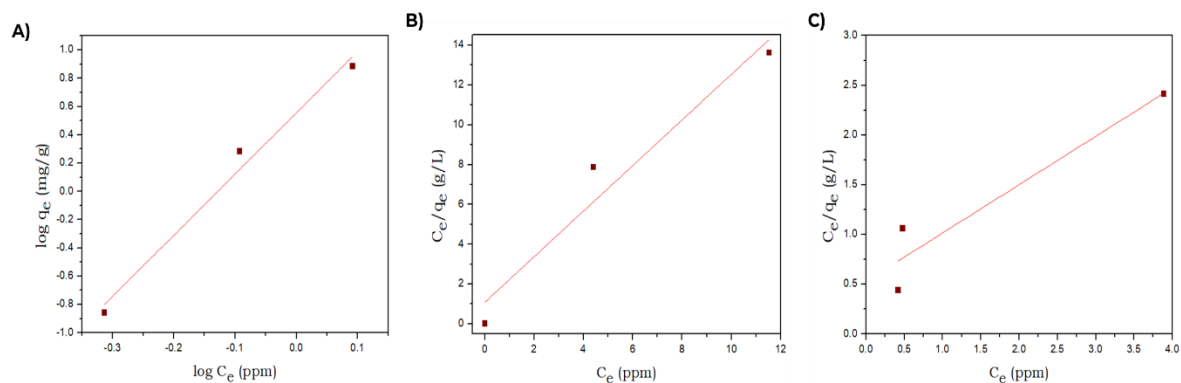 A)
1.0
0.8
0.6
0.4
0.2
0.0
-0.2
-0.4
-0.6
-0.8
-1.0
log qe (mg/g)
-0.3 -0.2 -0.1 0.0 0.1
log Ce (ppm)
B)
14
12
10
8
6
4
2
0
Ce/qe (g/L)
0 2 4 6 8 10 12
Ce (ppm)
C)
3.0
2.5
2.0
1.5
1.0
0.5
0.0
Ce/qe (g/L)
0.0 0.5 1.0 1.5 2.0 2.5 3.0 3.5 4.0
Ce (ppm)